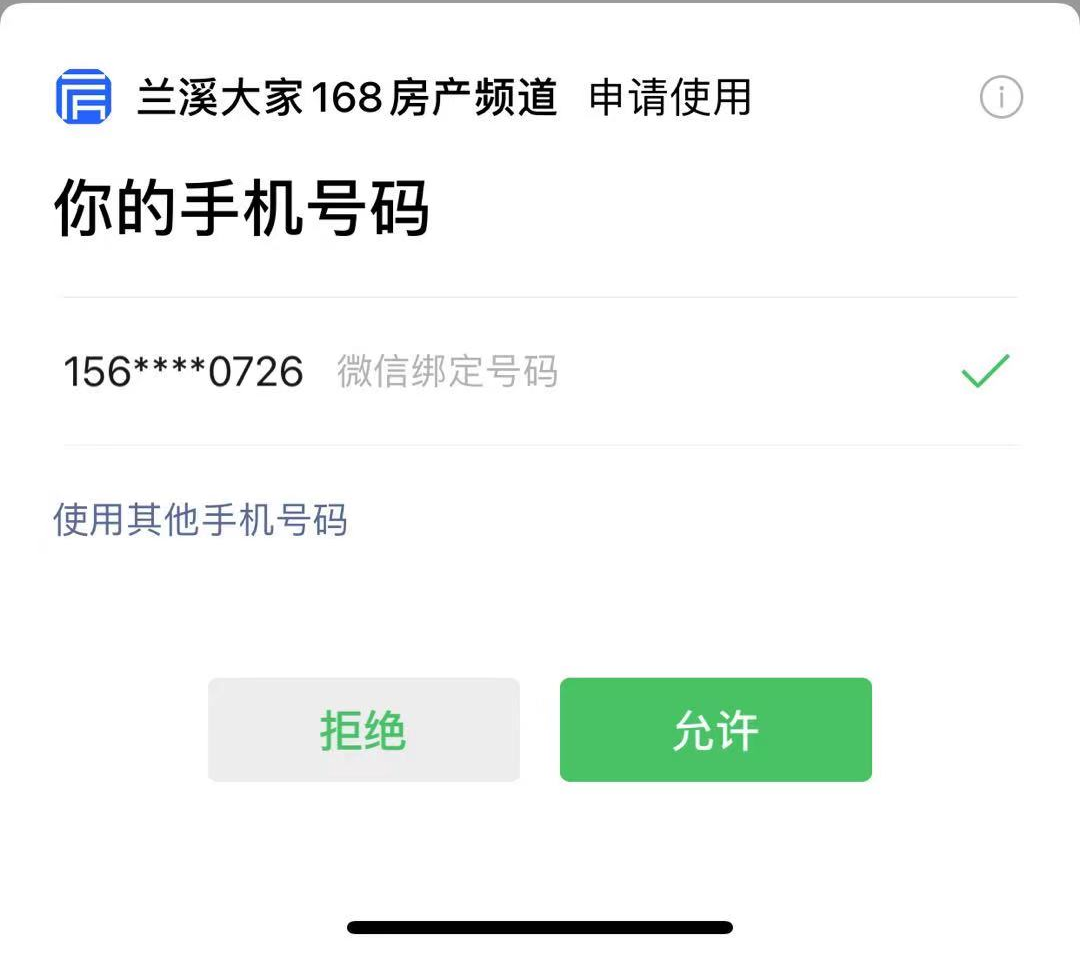 兰溪大家168房产频道 申请使用
你的手机号码
156****0726 微信绑定号码
使用其他手机号码
拒绝 允许